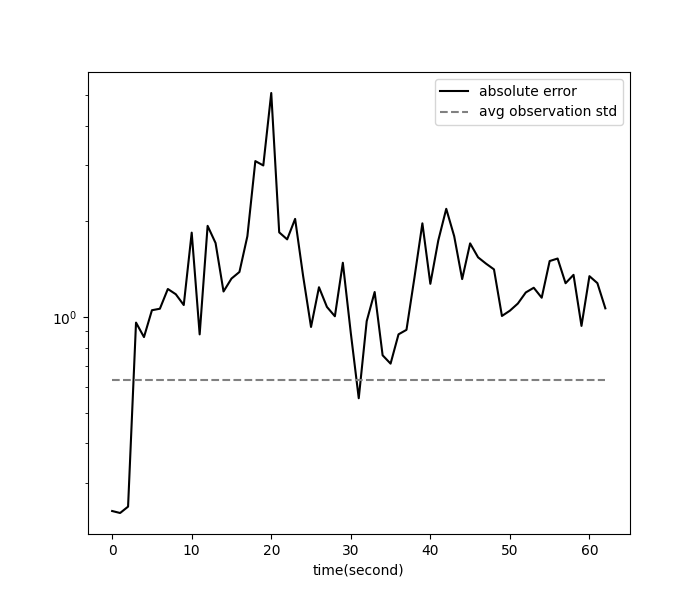 absolute error
avg observation std
10⁰
0 10 20 30 40 50 60
time(second)